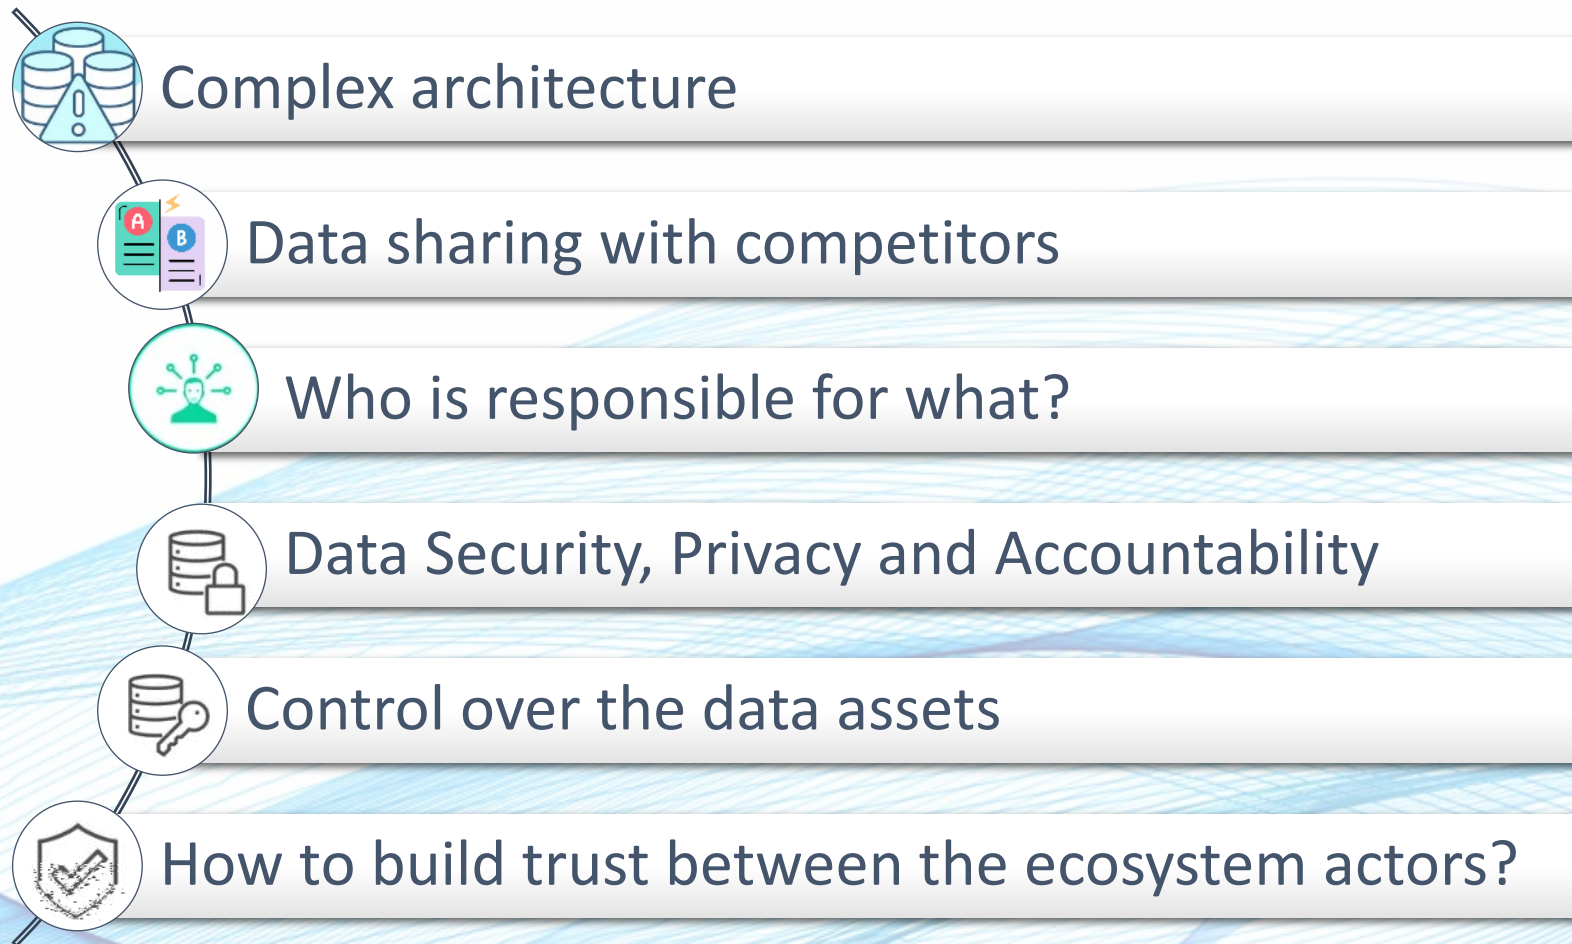 Complex architecture
A
B
Data sharing with competitors
Who is responsible for what?
Data Security, Privacy and Accountability
Control over the data assets
How to build trust between the ecosystem actors?